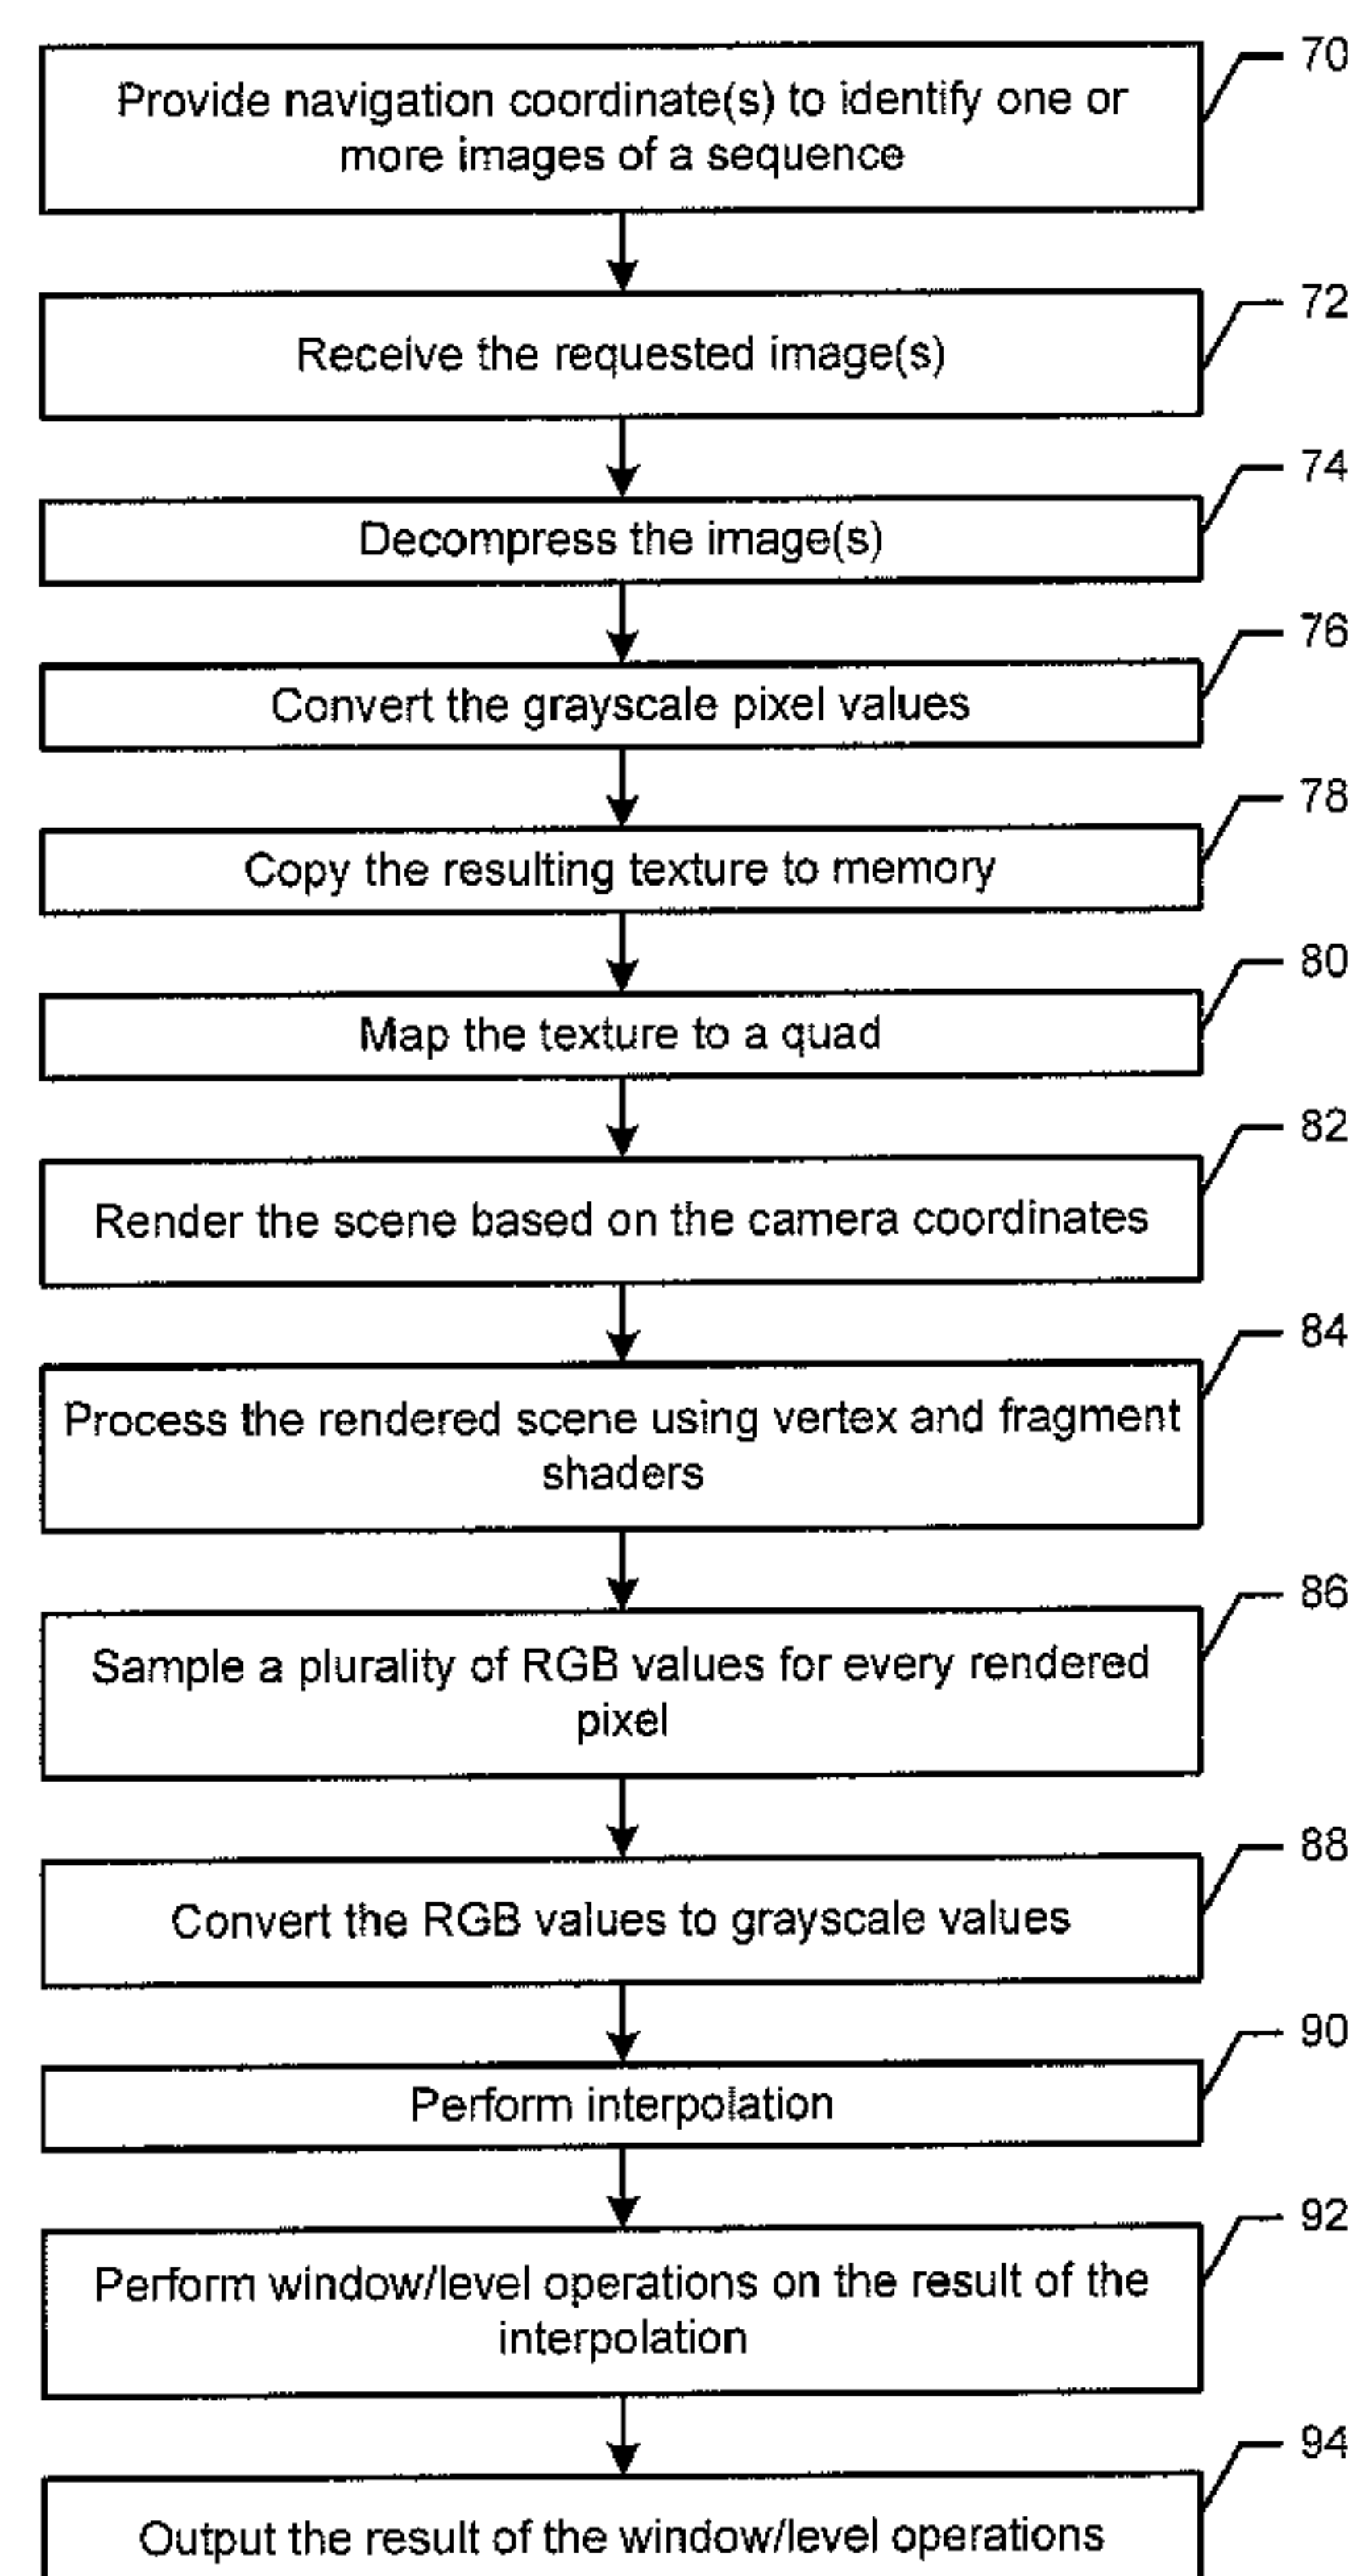 70
Provide navigation coordinate(s) to identify one or
more images of a sequence
72
Receive the requested image(s)
74
Decompress the image(s)
76
Convert the grayscale pixel values
78
Copy the resulting texture to memory
80
Map the texture to a quad
82
Render the scene based on the camera coordinates
84
Process the rendered scene using vertex and fragment
shaders
86
Sample a plurality of RGB values for every rendered
pixel
88
Convert the RGB values to grayscale values
90
Perform interpolation
92
Perform window/level operations on the result of the
interpolation
94
Output the result of the window/level operations